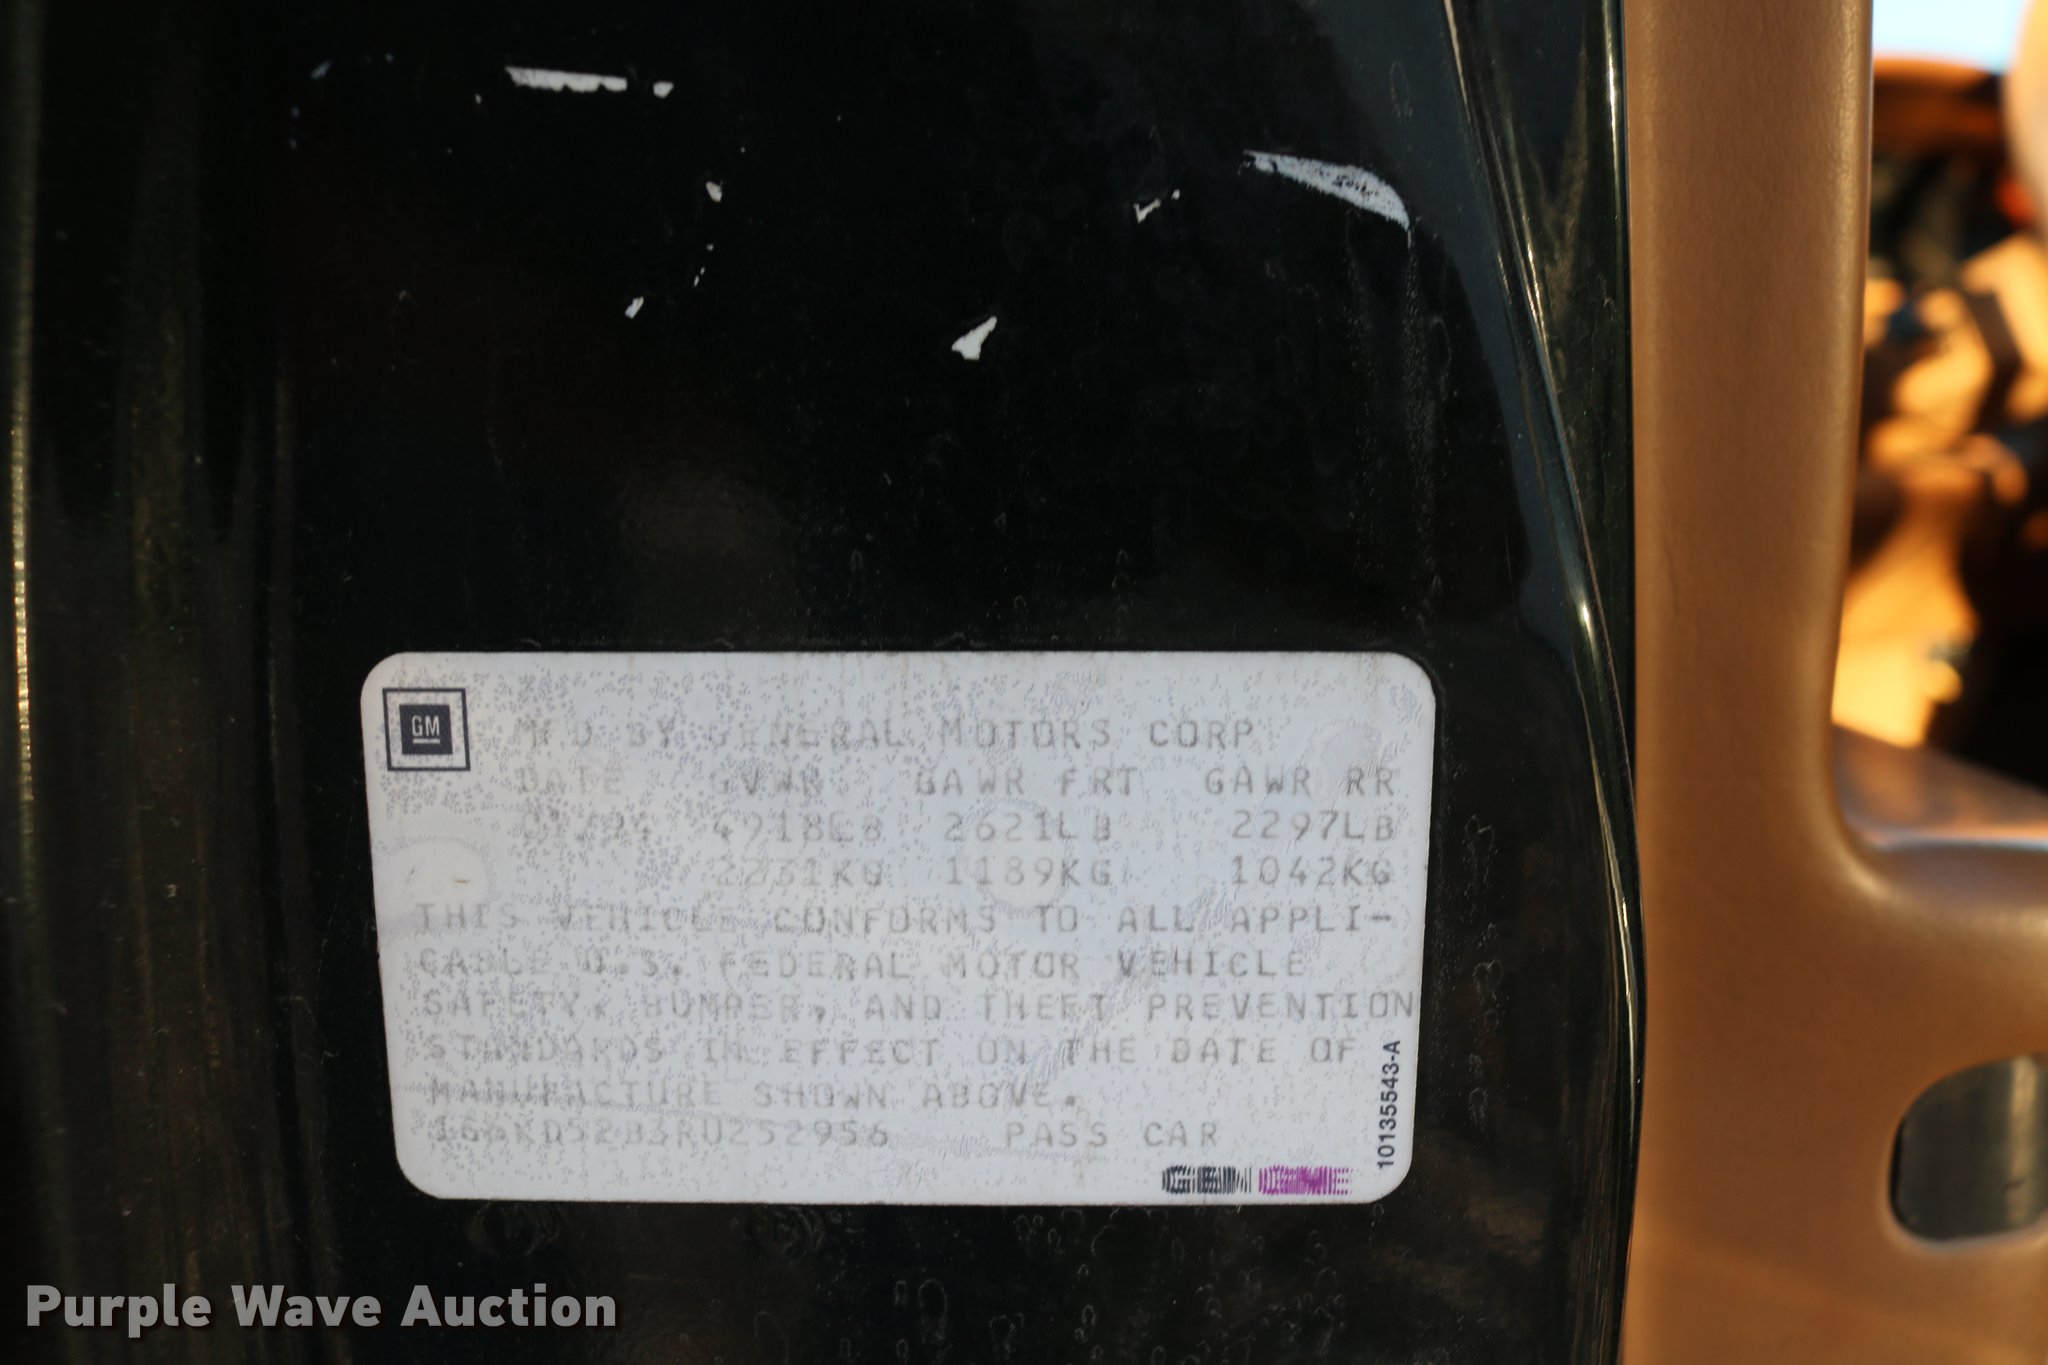 GM
MFD BY GENERAL MOTORS CORP
DATE GVWR GAWR FRT GAWR RR
4918LB 2621LB 2297LB
2231KG 1189KG 1042KG
THIS VEHICLE CONFORMS TO ALL APPLI-
CABLE U.S. FEDERAL MOTOR VEHICLE
SAFETY, BUMPER, AND THEFT PREVENTION
STANDARDS IN EFFECT ON THE DATE OF
MANUFACTURE SHOWN ABOVE.
1G6KD52B3RU252956 PASS CAR
10135543-A
Purple Wave Auction